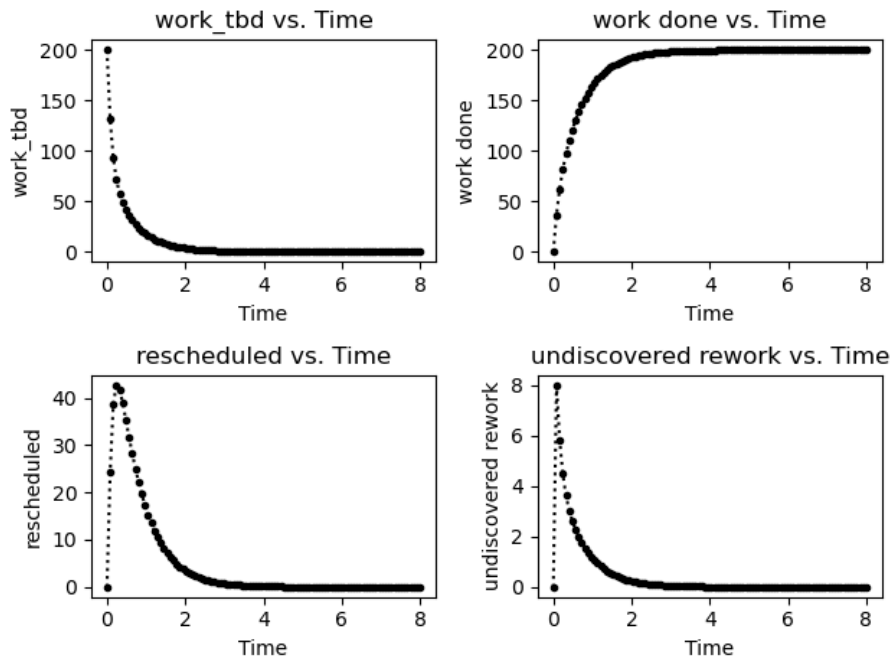 work_tbd vs. Time
work_tbd
200
150
100
50
0
0 2 4 6 8
Time
work done vs. Time
work done
200
150
100
50
0
0 2 4 6 8
Time
rescheduled vs. Time
rescheduled
40
30
20
10
0
0 2 4 6 8
Time
undiscovered rework vs. Time
undiscovered rework
8
6
4
2
0
0 2 4 6 8
Time